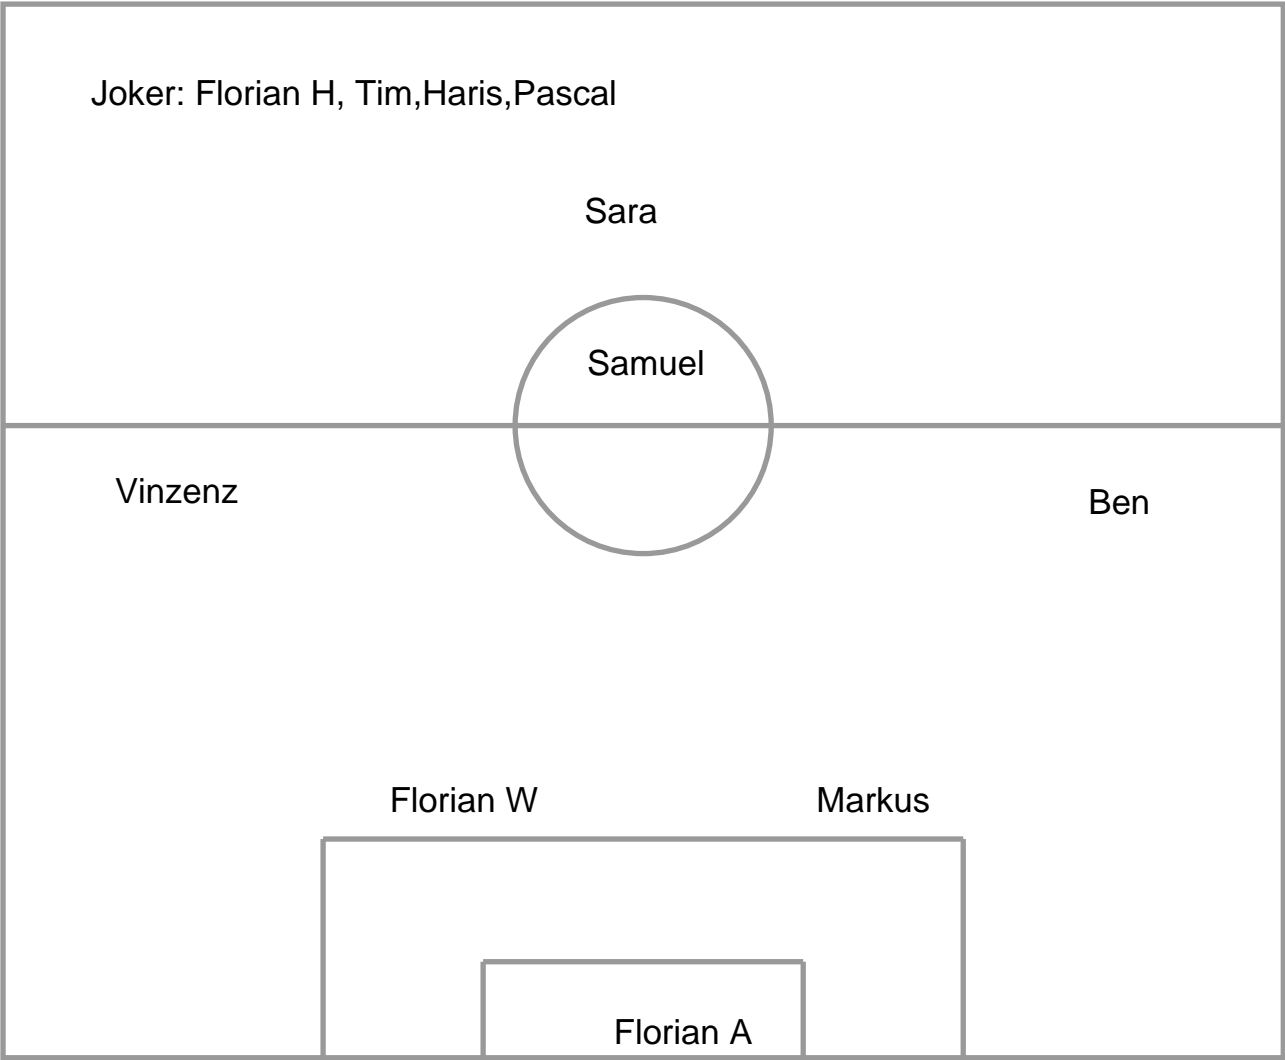 Joker: Florian H, Tim,Haris,Pascal
Sara
Samuel
Vinzenz
Ben
Florian W
Markus
Florian A